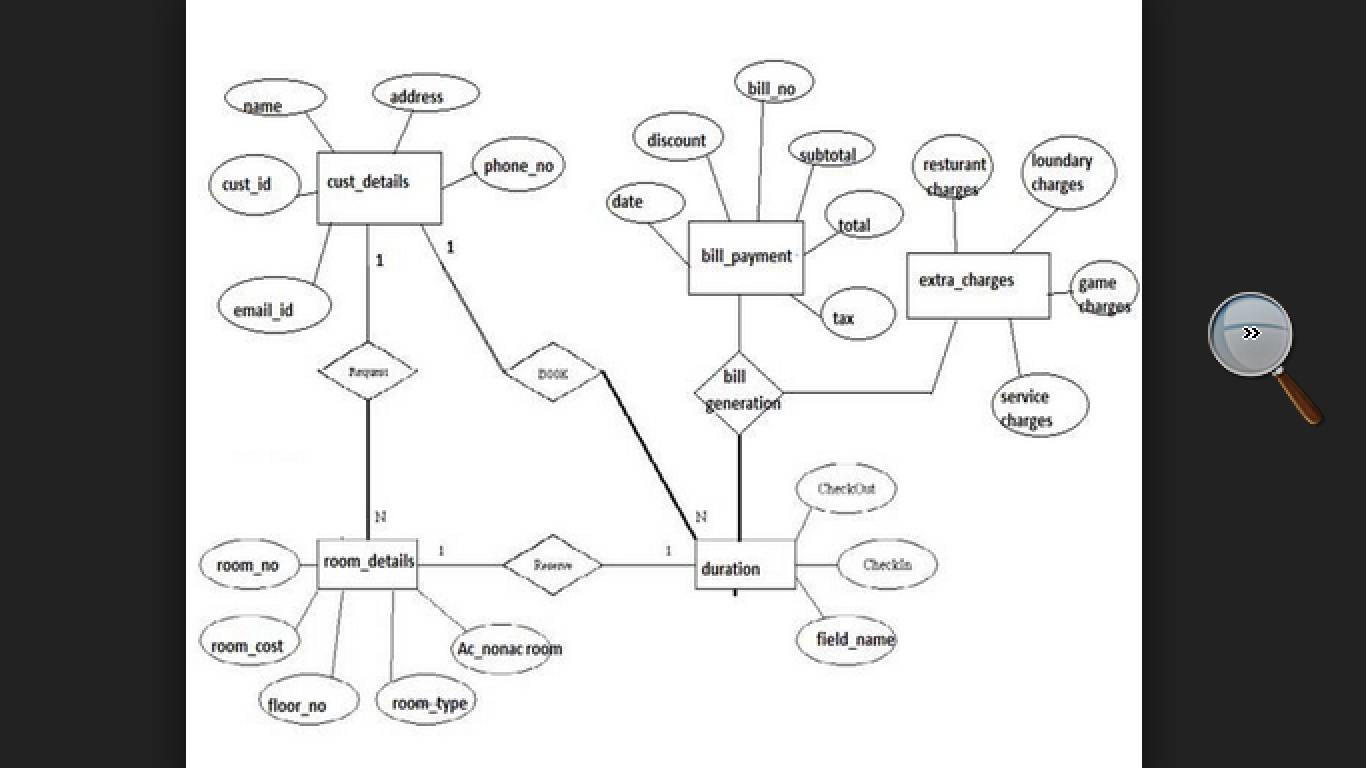 bill_no
name
address
discount
subtotal
phone_no
resturant
charges
loundary
charges
cust_id
cust_details
date
total
bill_payment
extra_charges
game
charges
1
1
email_id
tax
Request
BOOK
bill
generation
service
charges
CheckOut
N
N
room_no
room_details
1
Reserve
1
duration
CheckIn
room_cost
Ac_nonac room
field_name
floor_no
room_type